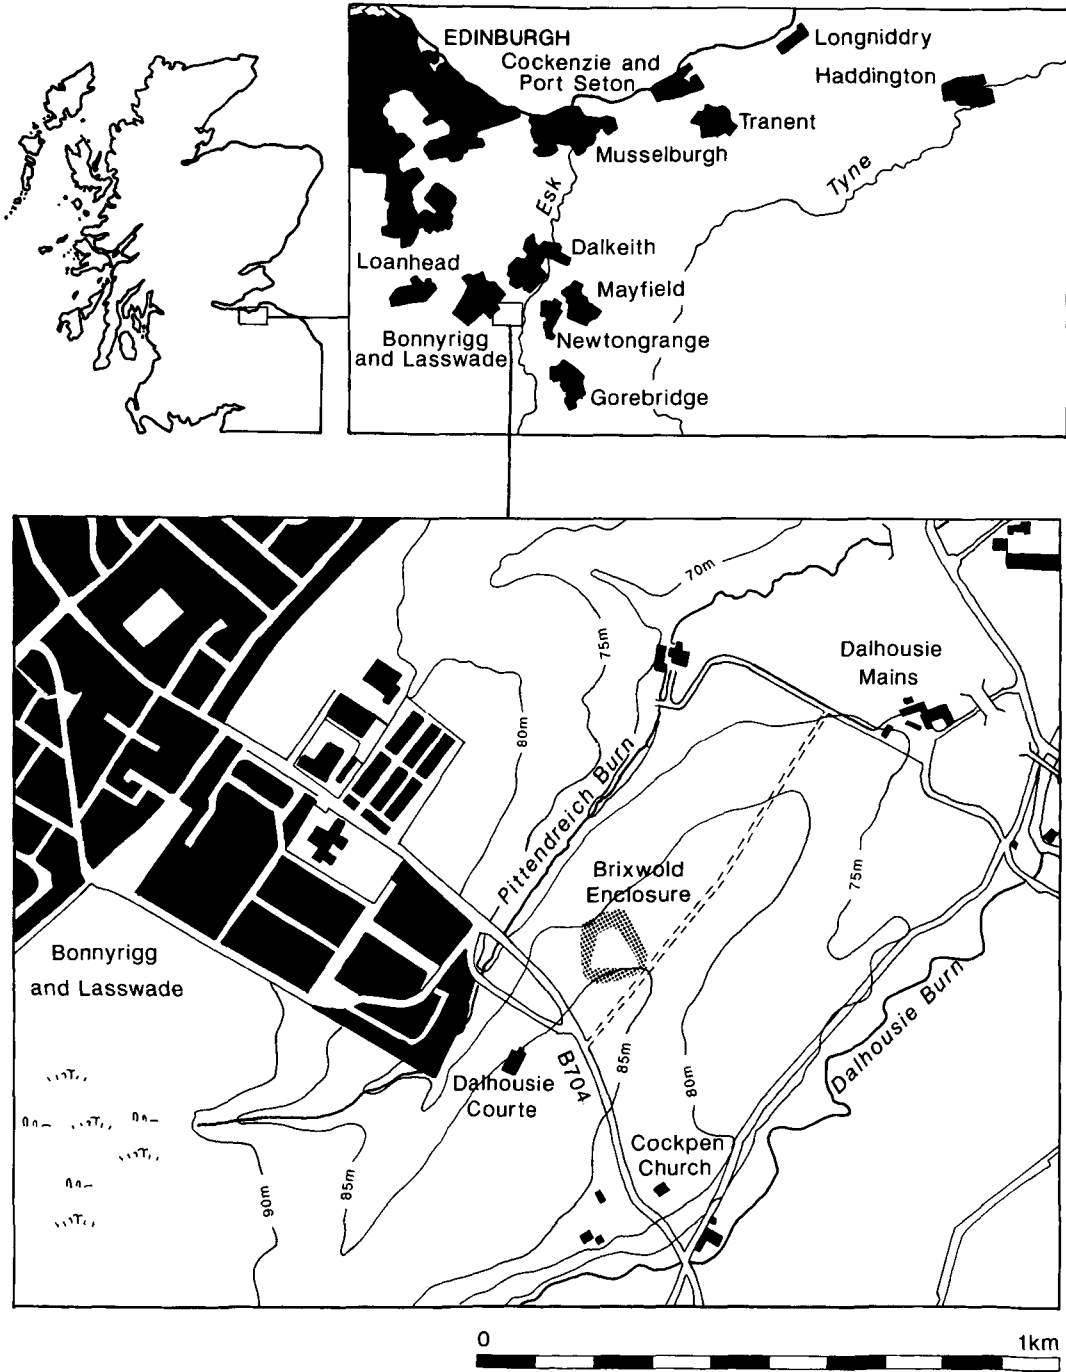 EDINBURGH
Cockenzie and
Port Seton
Longniddry
Haddington
Tranent
Musselburgh
Esk
Tyne
Dalkeith
Loanhead
Mayfield
Bonnyrigg
and Lasswade
Newtongrange
Gorebridge
70m
75m
80m
Dalhousie
Mains
Pittendreich Burn
Brixwold
Enclosure
75m
Bonnyrigg
and Lasswade
Dalhousie Burn
B704
85m
80m
Dalhousie
Courte
Cockpen
Church
90m
85m
0
1km